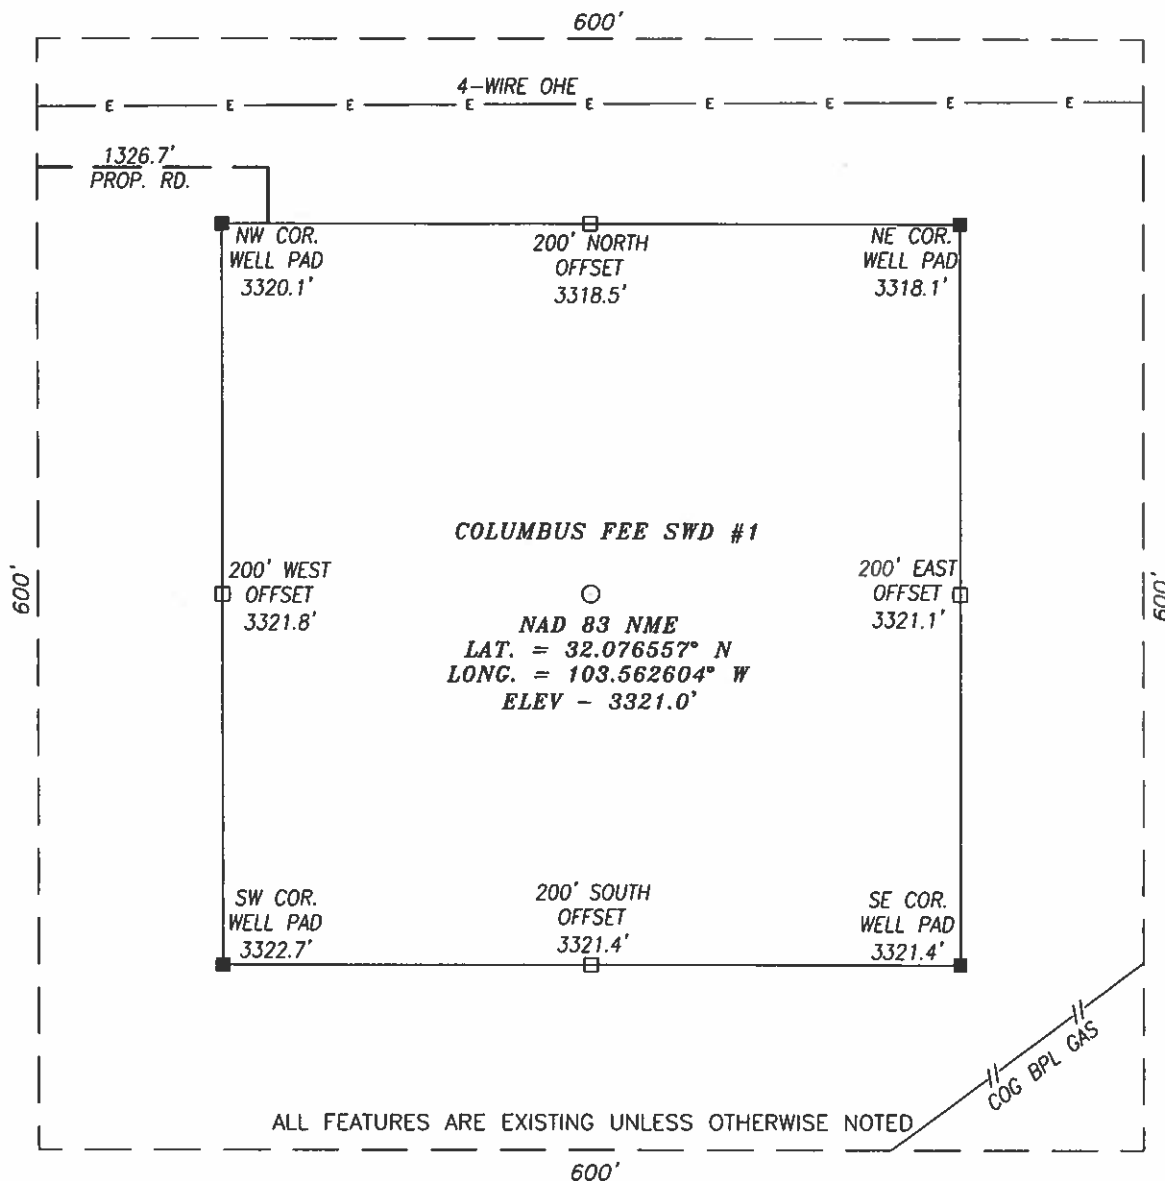 600'
4-WIRE OHE
E E E E E E E E E
1326.7'
PROP. RD.
NW COR.
WELL PAD
3320.1'
200' NORTH
OFFSET
3318.5'
NE COR.
WELL PAD
3318.1'
COLUMBUS FEE SWD #1
600'
200' WEST
OFFSET
3321.8'
NAD 83 NME
LAT. = 32.076557° N
LONG. = 103.562604° W
ELEV - 3321.0'
200' EAST
OFFSET
3321.1'
600'
SW COR.
WELL PAD
3322.7'
200' SOUTH
OFFSET
3321.4'
SE COR.
WELL PAD
3321.4'
COG BPL GAS
ALL FEATURES ARE EXISTING UNLESS OTHERWISE NOTED
600'